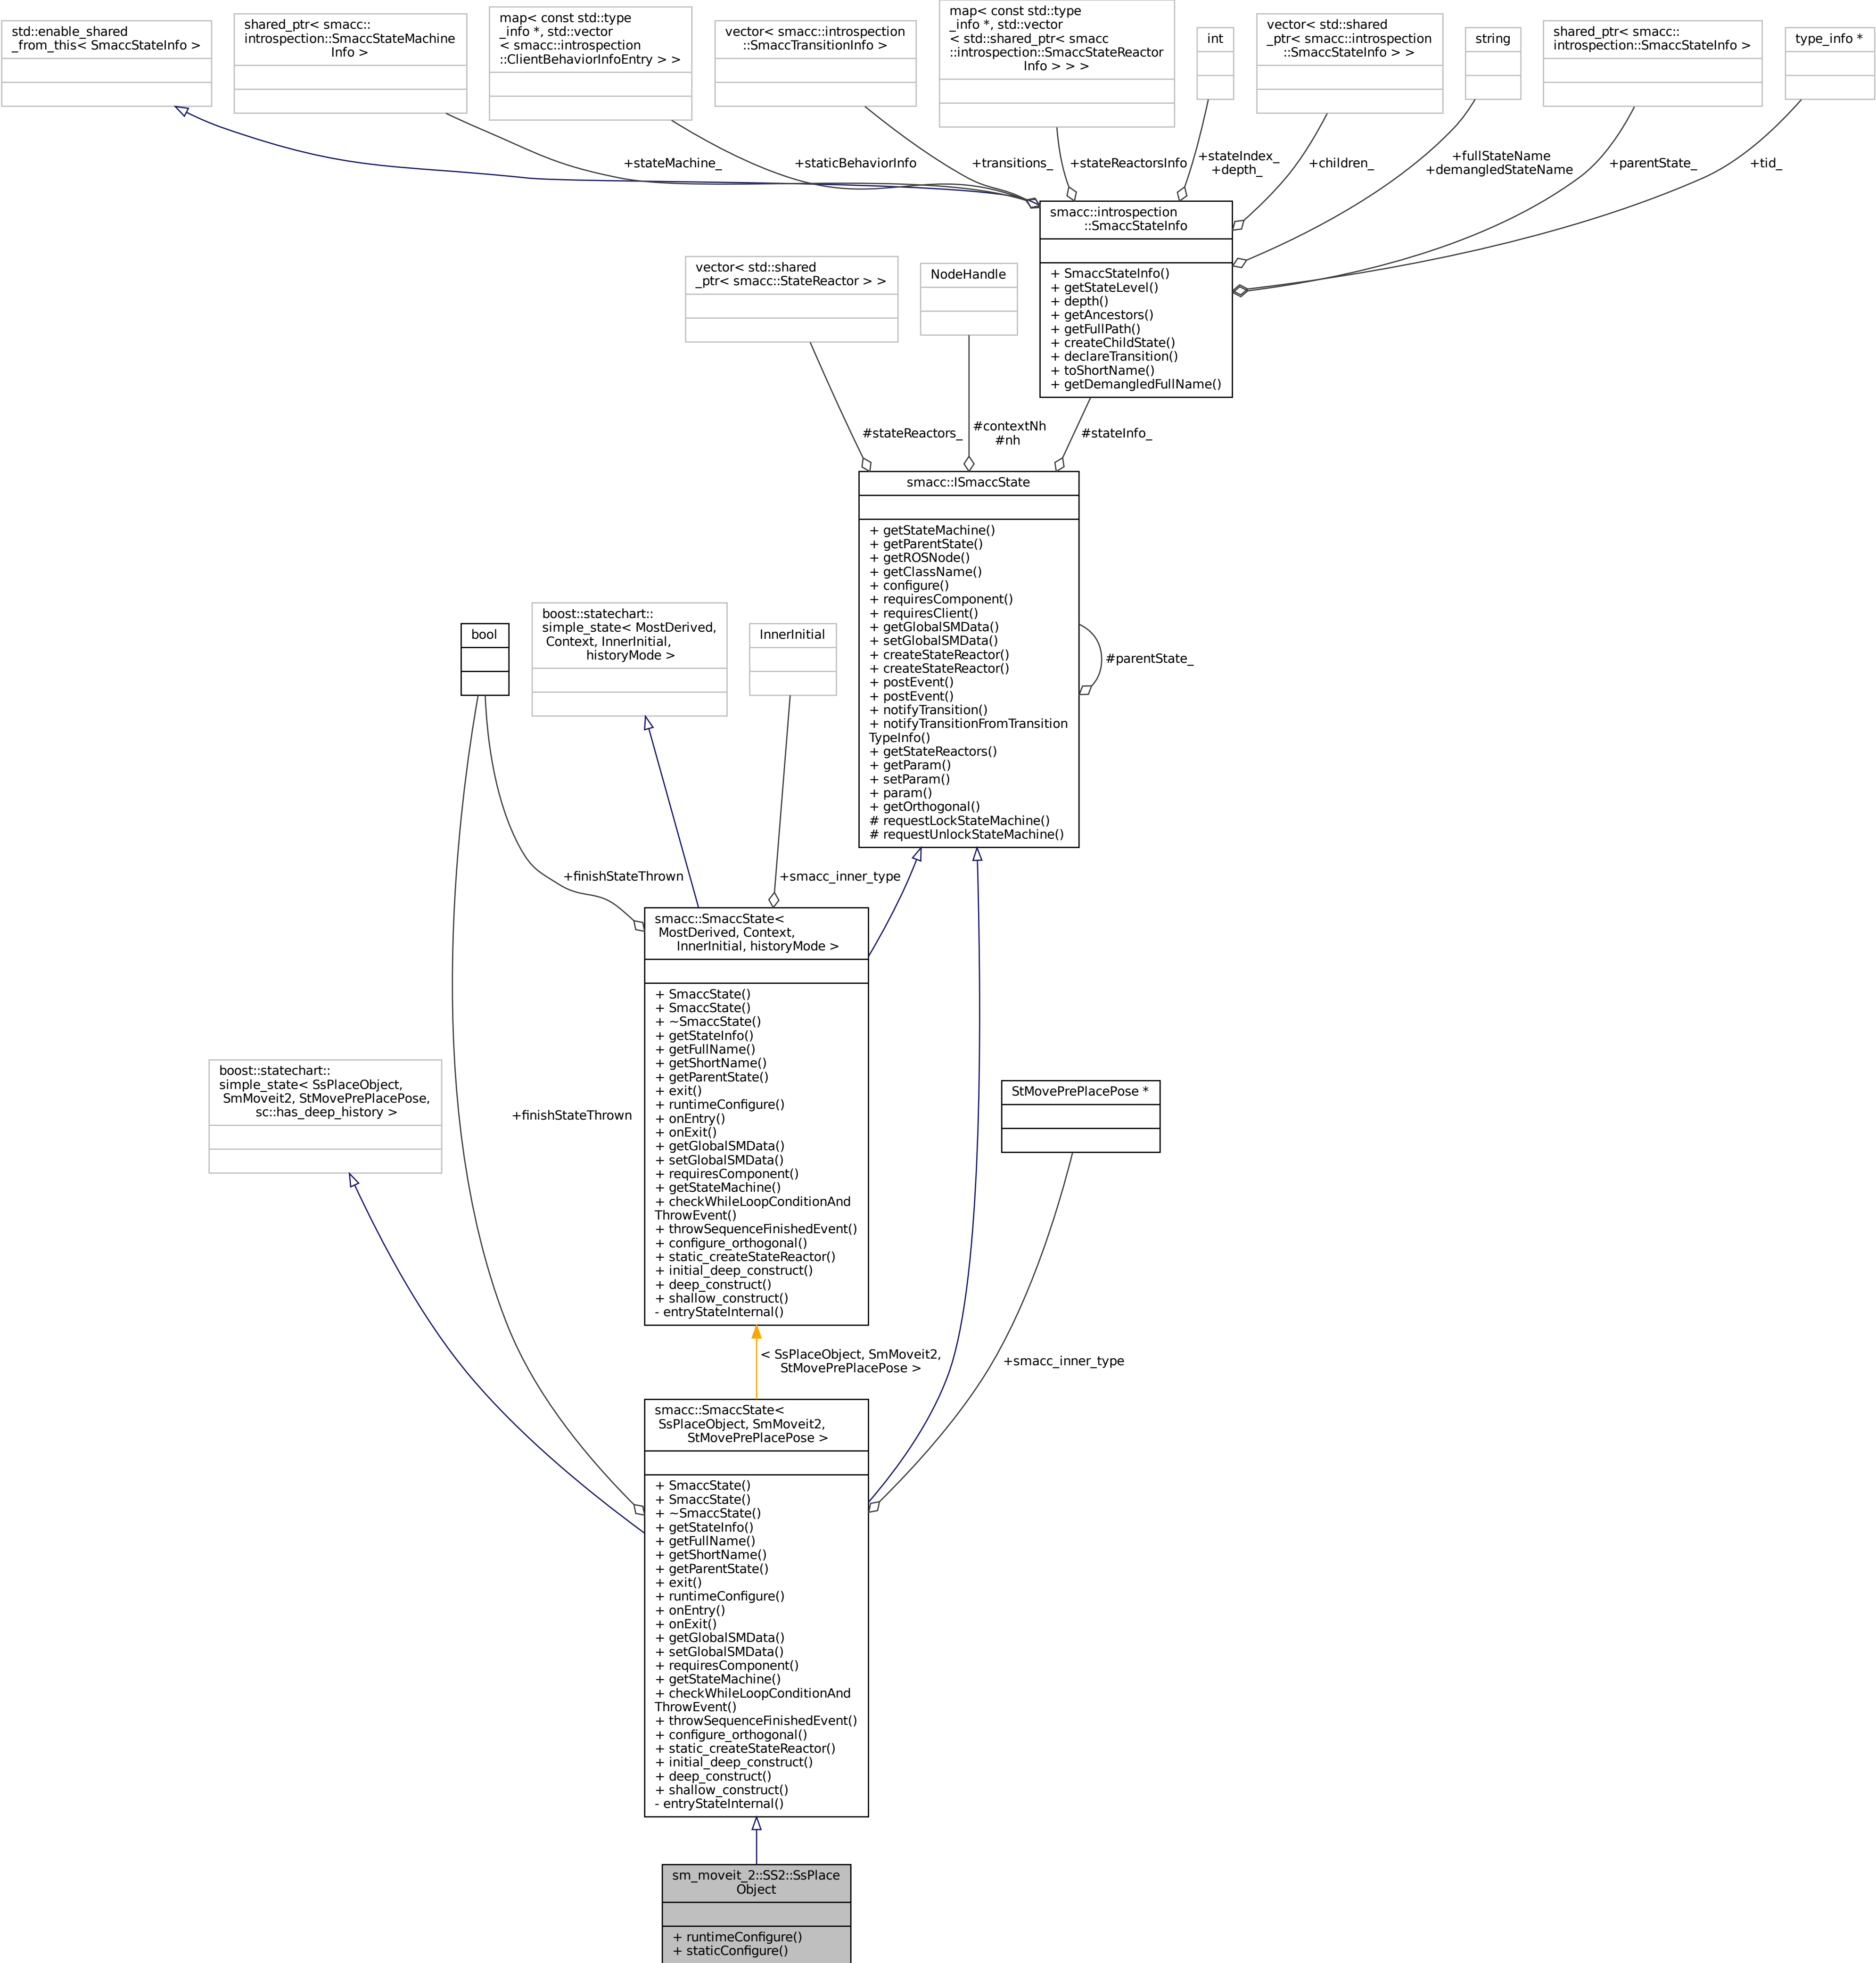 std::enable_shared
_from_this< SmaccStateInfo >
shared_ptr< smacc::
introspection::SmaccStateMachine
Info >
map< const std::type
_info *, std::vector
< smacc::introspection
::ClientBehaviorInfoEntry > >
vector< smacc::introspection
::SmaccTransitionInfo >
map< const std::type
_info *, std::vector
< std::shared_ptr< smacc
::introspection::SmaccStateReactor
Info > > >
int
vector< std::shared
_ptr< smacc::introspection
::SmaccStateInfo > >
string
shared_ptr< smacc::
introspection::SmaccStateInfo >
type_info *
+stateMachine_
+staticBehaviorInfo
+transitions_
+stateReactorsInfo
+stateIndex_
+depth_
+children_
+fullStateName
+demangledStateName
+parentState_
+tid_
smacc::introspection
::SmaccStateInfo
+ SmaccStateInfo()
+ getStateLevel()
+ depth()
+ getAncestors()
+ getFullPath()
+ createChildState()
+ declareTransition()
+ toShortName()
+ getDemangledFullName()
vector< std::shared
_ptr< smacc::StateReactor > >
NodeHandle
#stateReactors_
#contextNh
#nh
#stateInfo_
smacc::ISmaccState
+ getStateMachine()
+ getParentState()
+ getROSNode()
+ getClassName()
+ configure()
+ requiresComponent()
+ requiresClient()
+ getGlobalSMData()
+ setGlobalSMData()
+ createStateReactor()
+ createStateReactor()
+ postEvent()
+ postEvent()
+ notifyTransition()
+ notifyTransitionFromTransition
TypeInfo()
+ getStateReactors()
+ getParam()
+ setParam()
+ param()
+ getOrthogonal()
# requestLockStateMachine()
# requestUnlockStateMachine()
#parentState_
bool
boost::statechart::
simple_state< MostDerived,
Context, InnerInitial,
historyMode >
InnerInitial
+finishStateThrown
+smacc_inner_type
smacc::SmaccState<
MostDerived, Context,
InnerInitial, historyMode >
+ SmaccState()
+ SmaccState()
+ ~SmaccState()
+ getStateInfo()
+ getFullName()
+ getShortName()
+ getParentState()
+ exit()
+ runtimeConfigure()
+ onEntry()
+ onExit()
+ getGlobalSMData()
+ setGlobalSMData()
+ requiresComponent()
+ getStateMachine()
+ checkWhileLoopConditionAnd
ThrowEvent()
+ throwSequenceFinishedEvent()
+ configure_orthogonal()
+ static_createStateReactor()
+ initial_deep_construct()
+ deep_construct()
+ shallow_construct()
- entryStateInternal()
boost::statechart::
simple_state< SsPlaceObject,
SmMoveit2, StMovePrePlacePose,
sc::has_deep_history >
+finishStateThrown
StMovePrePlacePose *
< SsPlaceObject, SmMoveit2,
StMovePrePlacePose >
+smacc_inner_type
smacc::SmaccState<
SsPlaceObject, SmMoveit2,
StMovePrePlacePose >
+ SmaccState()
+ SmaccState()
+ ~SmaccState()
+ getStateInfo()
+ getFullName()
+ getShortName()
+ getParentState()
+ exit()
+ runtimeConfigure()
+ onEntry()
+ onExit()
+ getGlobalSMData()
+ setGlobalSMData()
+ requiresComponent()
+ getStateMachine()
+ checkWhileLoopConditionAnd
ThrowEvent()
+ throwSequenceFinishedEvent()
+ configure_orthogonal()
+ static_createStateReactor()
+ initial_deep_construct()
+ deep_construct()
+ shallow_construct()
- entryStateInternal()
sm_moveit_2::SS2::SsPlace
Object
+ runtimeConfigure()
+ staticConfigure()